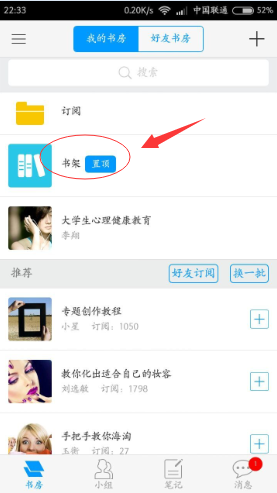 22:33 0.20K/s 中国联通 52%
我的书房 好友书房
搜索
订阅
书架 置顶
大学生心理健康教育
李翔
推荐 好友订阅 换一批
专题创作教程
小星 订阅: 1050
教你化出适合自己的妆容
刘逸敏 订阅: 1798
手把手教你海淘
玉衡 订阅: 27
书房 小组 笔记 消息